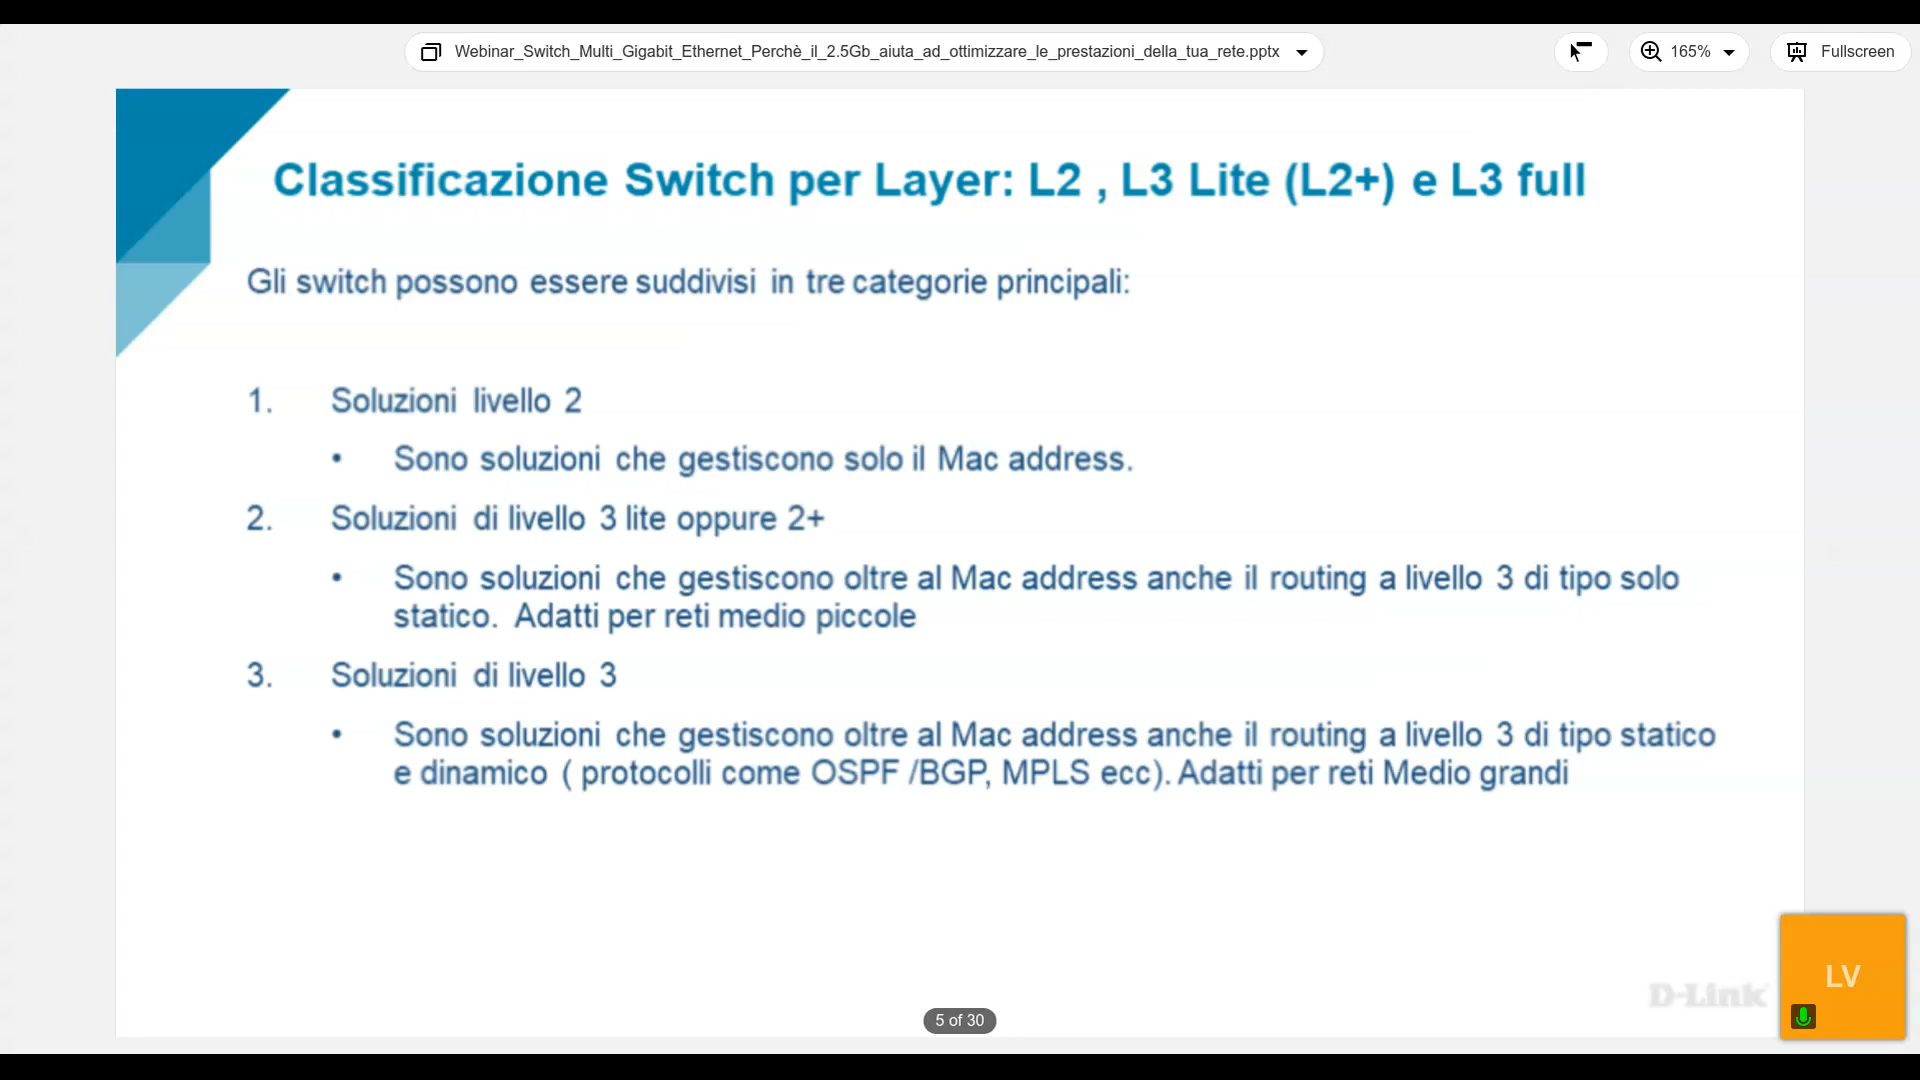 Webinar_Switch_Multi_Gigabit_Ethernet_Perchè_il_2.5Gb_aiuta_ad_ottimizzare_le_prestazioni_della_tua_rete.pptx
165%
Fullscreen
Classificazione Switch per Layer: L2 , L3 Lite (L2+) e L3 full
Gli switch possono essere suddivisi in tre categorie principali:
1. Soluzioni livello 2
• Sono soluzioni che gestiscono solo il Mac address.
2. Soluzioni di livello 3 lite oppure 2+
• Sono soluzioni che gestiscono oltre al Mac address anche il routing a livello 3 di tipo solo
statico. Adatti per reti medio piccole
3. Soluzioni di livello 3
• Sono soluzioni che gestiscono oltre al Mac address anche il routing a livello 3 di tipo statico
e dinamico ( protocolli come OSPF /BGP, MPLS ecc). Adatti per reti Medio grandi
LV
D-Link
5 of 30